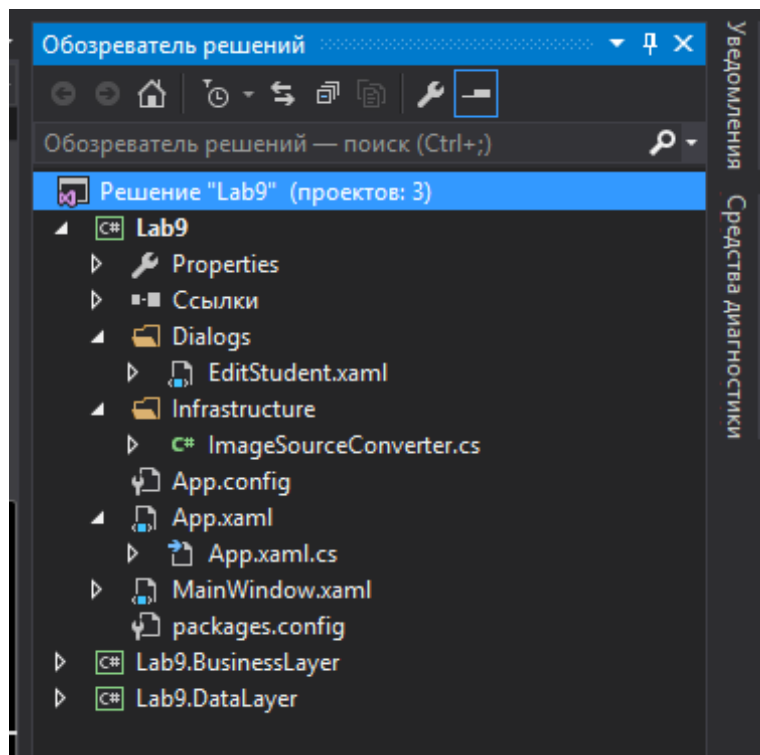 Обозреватель решений
Обозреватель решений — поиск (Ctrl+;)
Решение "Lab9" (проектов: 3)
C# Lab9
Properties
Ссылки
Dialogs
EditStudent.xaml
Infrastructure
C# ImageSourceConverter.cs
App.config
App.xaml
App.xaml.cs
MainWindow.xaml
packages.config
C# Lab9.BusinessLayer
C# Lab9.DataLayer
Уведомления
Средства диагностики